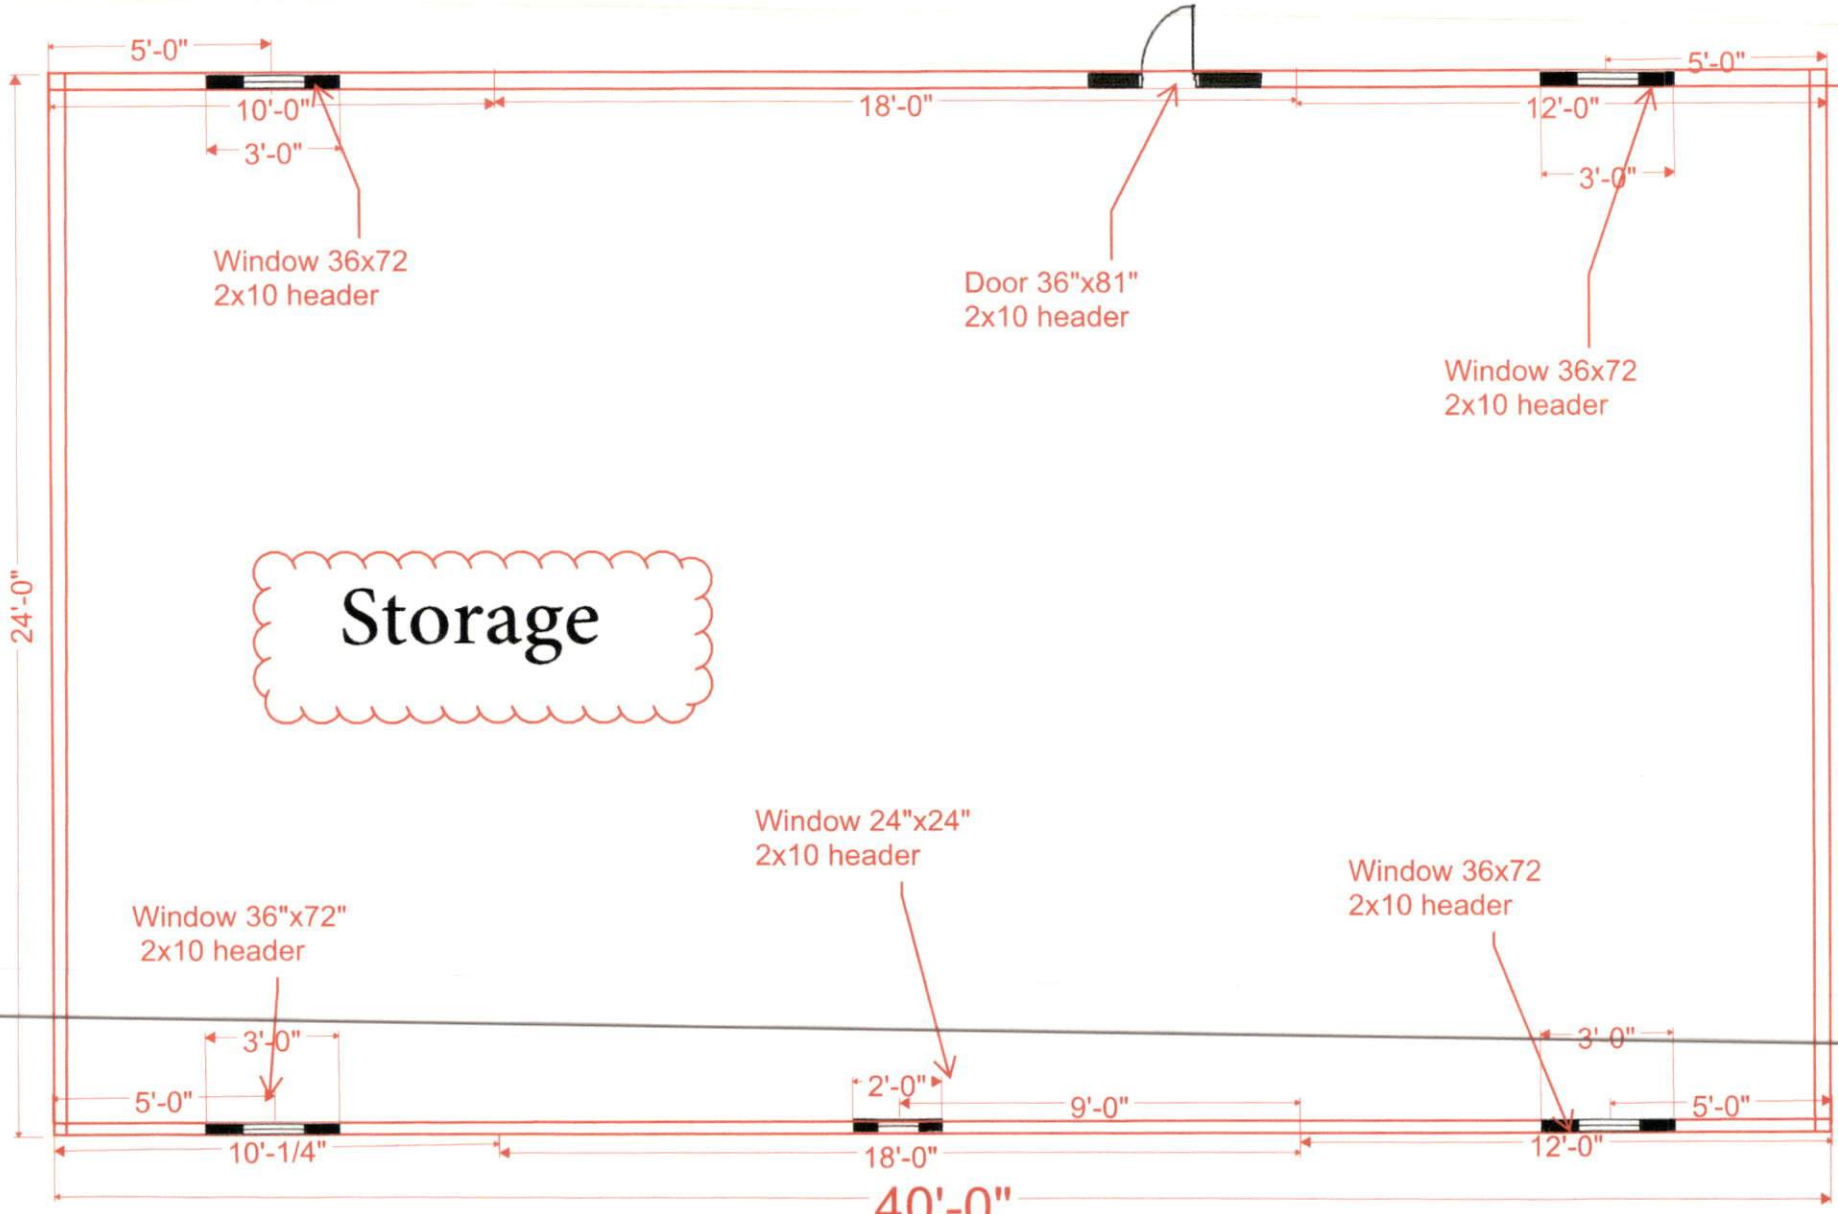 5'-0"
5'-0"
10'-0"
18'-0"
12'-0"
3'-0"
3'-0"
Window 36x72
2x10 header
Door 36"x81"
2x10 header
Window 36x72
2x10 header
24'-0"
Storage
Window 24"x24"
2x10 header
Window 36x72
2x10 header
Window 36"x72"
2x10 header
3'-0"
3'-0"
2'-0"
5'-0"
9'-0"
5'-0"
10'-1/4"
18'-0"
12'-0"
40'-0"